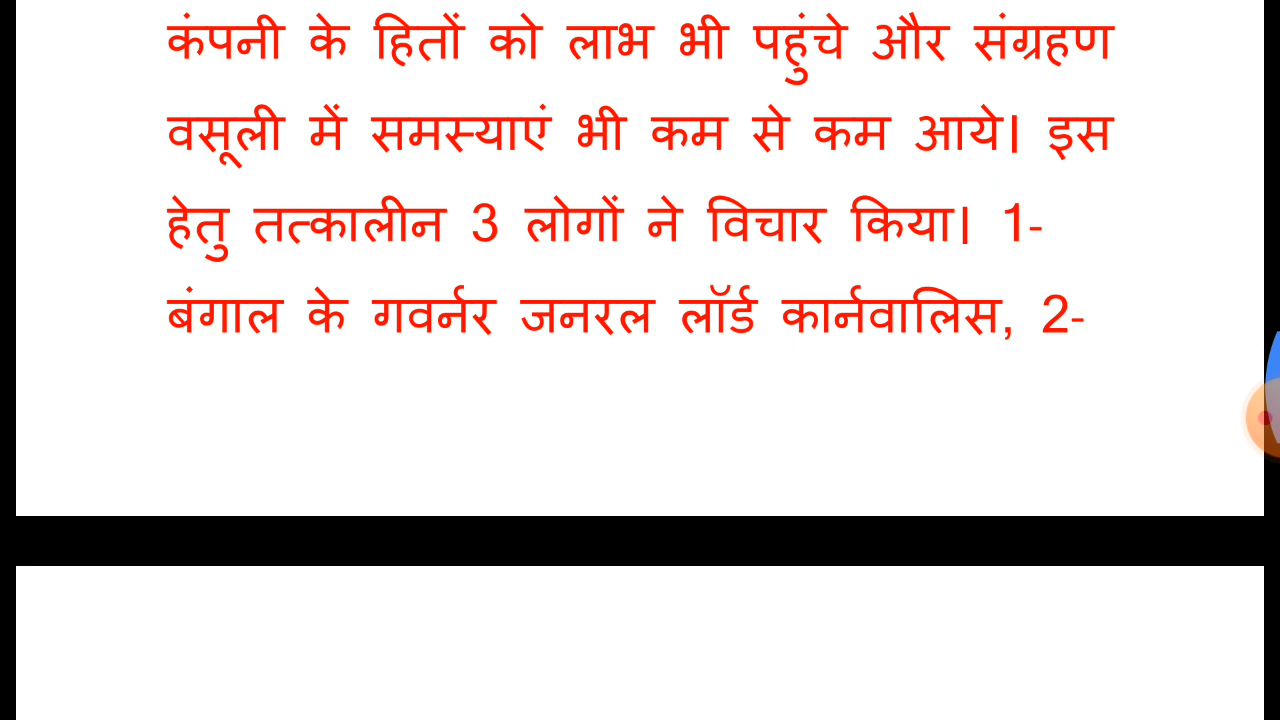 कंपनी के हितों को लाभ भी पहुंचे और संग्रहण
वसूली में समस्याएं भी कम से कम आये। इस
हेतु तत्कालीन 3 लोगों ने विचार किया। 1-
बंगाल के गवर्नर जनरल लॉर्ड कार्नवालिस, 2-